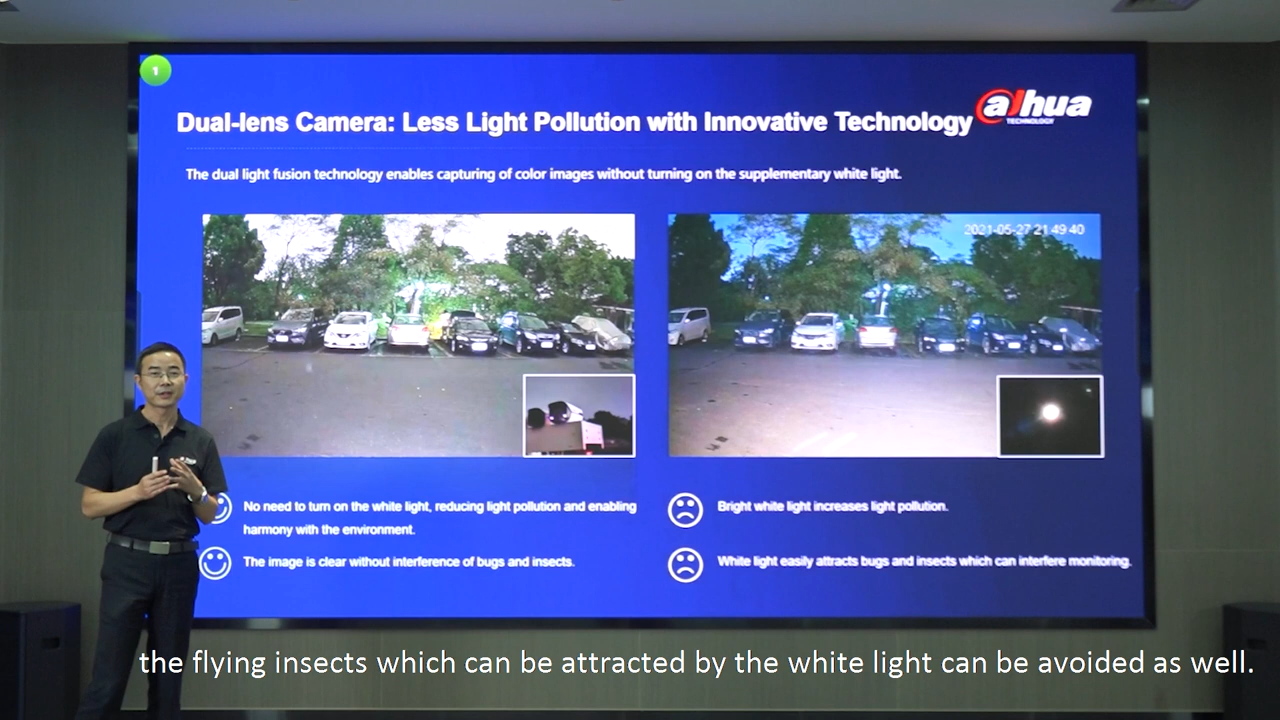 1
Dual-lens Camera: Less Light Pollution with Innovative Technology
alhua
TECHNOLOGY
The dual light fusion technology enables capturing of color images without turning on the supplementary white light.
2021-05-27 21:49:40
No need to turn on the white light, reducing light pollution and enabling
harmony with the environment.
The image is clear without interference of bugs and insects.
Bright white light increases light pollution.
White light easily attracts bugs and insects which can interfere monitoring.
the flying insects which can be attracted by the white light can be avoided as well.